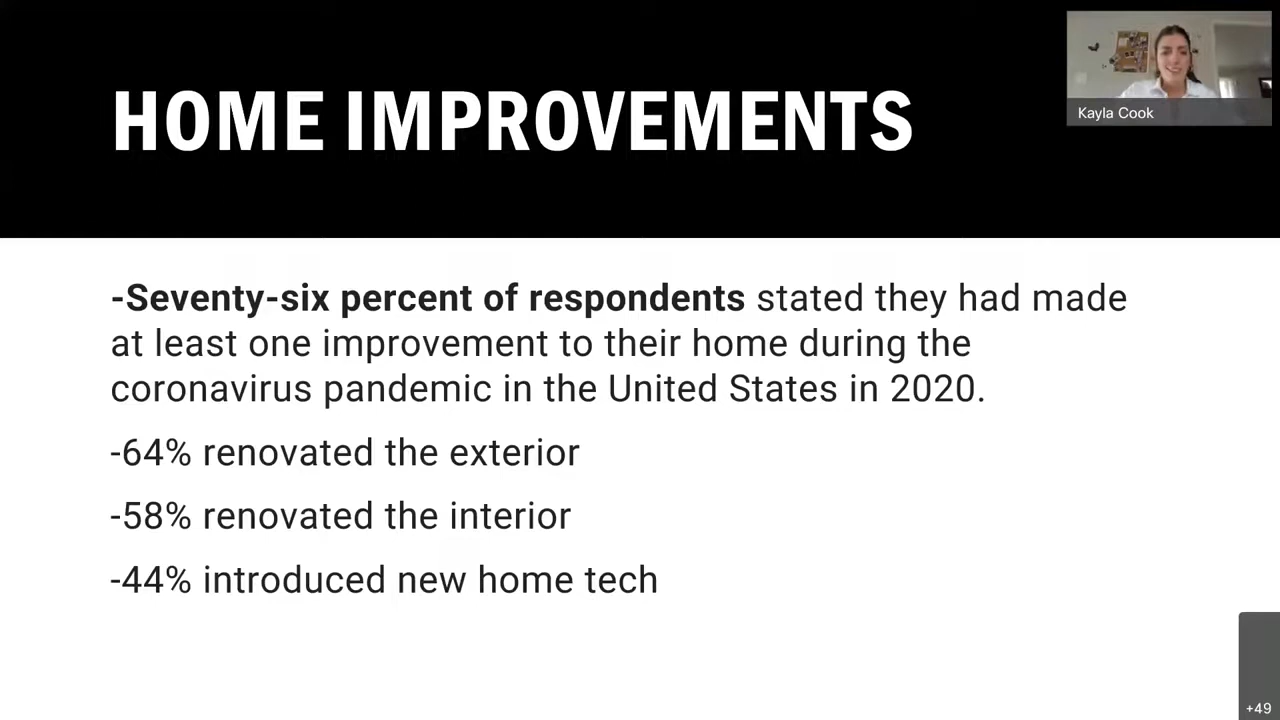 HOME IMPROVEMENTS
Kayla Cook
-Seventy-six percent of respondents stated they had made
at least one improvement to their home during the
coronavirus pandemic in the United States in 2020.
-64% renovated the exterior
-58% renovated the interior
-44% introduced new home tech
+49